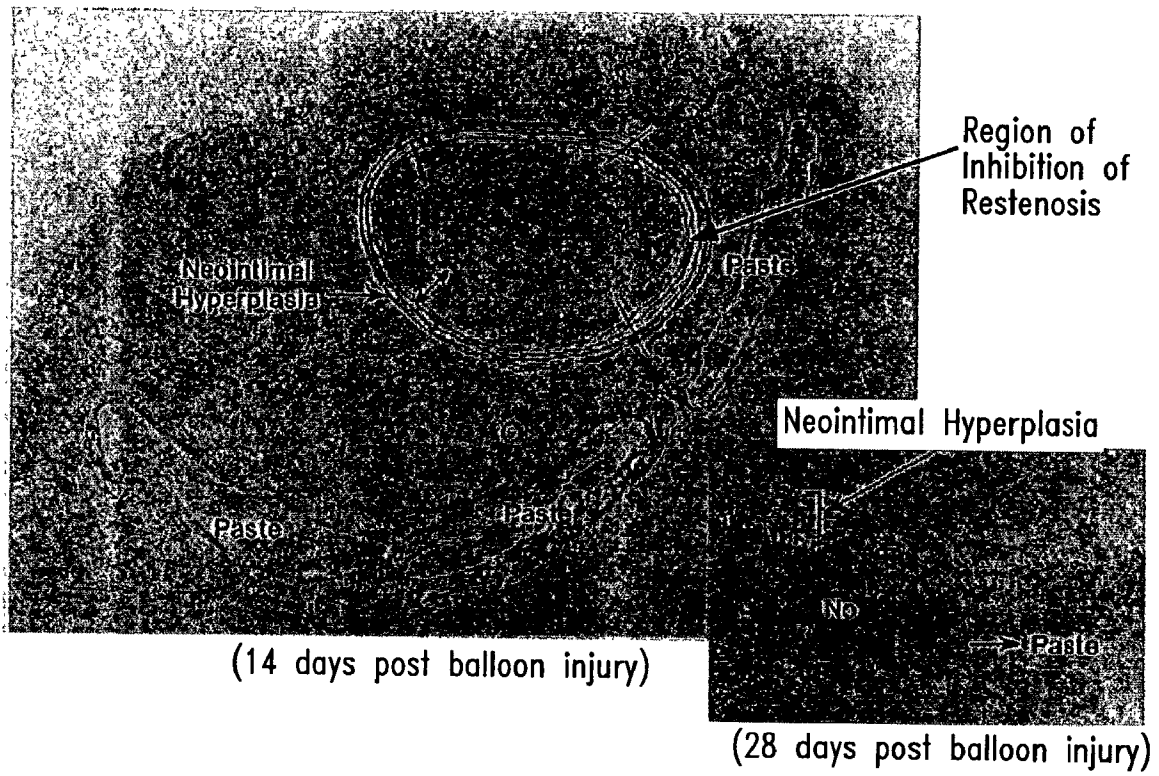 Region of
Inhibition of
Restenosis
Neointimal
Hyperplasia
Paste
Paste
Paste
(14 days post balloon injury)
Neointimal Hyperplasia
No
Paste
(28 days post balloon injury)